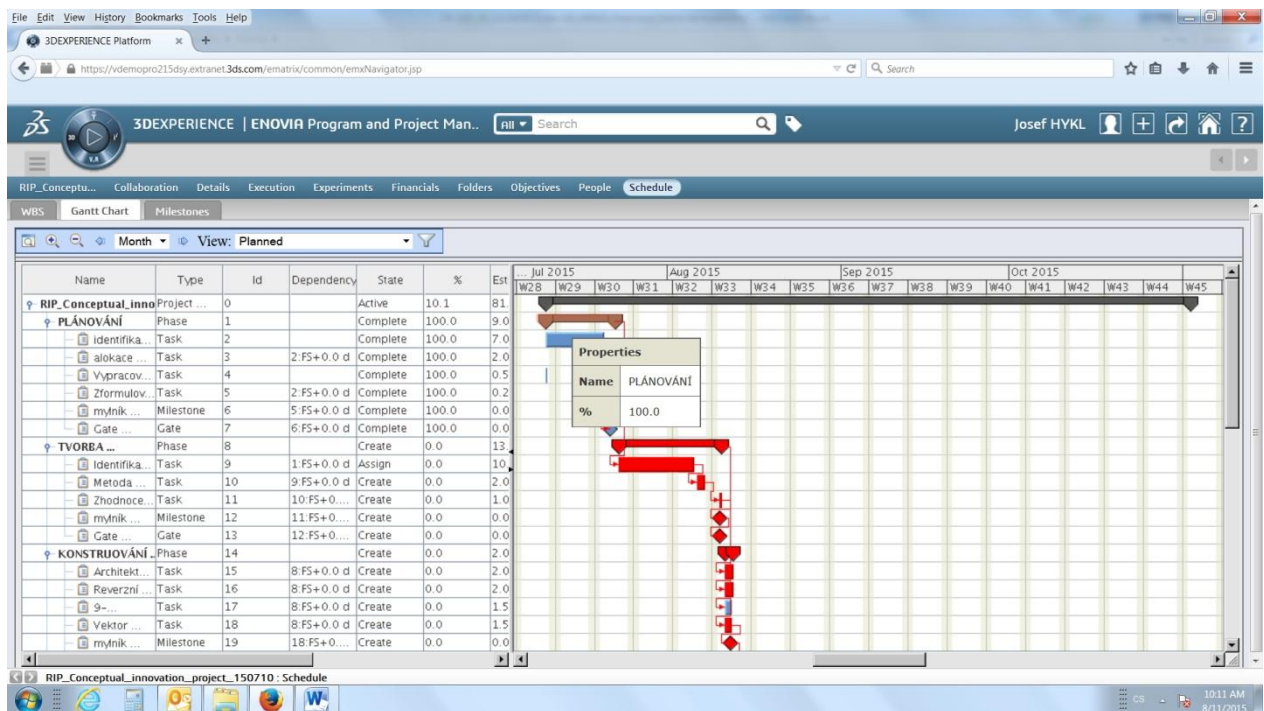 File Edit View History Bookmarks Tools Help
3DEXPERIENCE Platform × +
https://vdemopro215dsy.extranet.3ds.com/ematrix/common/emxNavigator.jsp Search
3DEXPERIENCE | ENOVIA Program and Project Man.. All Search Josef HYKL + ?
V.R
RIP_Conceptu... Collaboration Details Execution Experiments Financials Folders Objectives People Schedule
WBS Gantt Chart Milestones
Month View: Planned
Name Type Id Dependency State % Est
... Jul 2015 Aug 2015 Sep 2015 Oct 2015
W28 W29 W30 W31 W32 W33 W34 W35 W36 W37 W38 W39 W40 W41 W42 W43 W44 W45
RIP_Conceptual_inno Project ... 0 Active 10.1 81.
PLÁNOVÁNÍ Phase 1 Complete 100.0 9.0
identifika... Task 2 Complete 100.0 7.0
alokace ... Task 3 2:FS+0.0 d Complete 100.0 2.0
Vypracov... Task 4 Complete 100.0 0.5
Zformulov... Task 5 2:FS+0.0 d Complete 100.0 0.2
mylník ... Milestone 6 5:FS+0.0 d Complete 100.0 0.0
Gate ... Gate 7 6:FS+0.0 d Complete 100.0 0.0
TVORBA ... Phase 8 Create 0.0 13.
Identifika... Task 9 1:FS+0.0 d Assign 0.0 10.
Metoda ... Task 10 9:FS+0.0 d Create 0.0 2.0
Zhodnoce... Task 11 10:FS+0.... Create 0.0 1.0
mylník ... Milestone 12 11:FS+0.... Create 0.0 0.0
Gate ... Gate 13 12:FS+0.... Create 0.0 0.0
KONSTRUOVÁNÍ .. Phase 14 Create 0.0 2.0
Architekt... Task 15 8:FS+0.0 d Create 0.0 2.0
Reverzní ... Task 16 8:FS+0.0 d Create 0.0 2.0
9-... Task 17 8:FS+0.0 d Create 0.0 1.5
Vektor ... Task 18 8:FS+0.0 d Create 0.0 1.5
mylník ... Milestone 19 18:FS+0.... Create 0.0 0.0
Properties
Name PLÁNOVÁNÍ
% 100.0
RIP_Conceptual_innovation_project_150710 : Schedule
CS 10:11 AM
8/11/2015